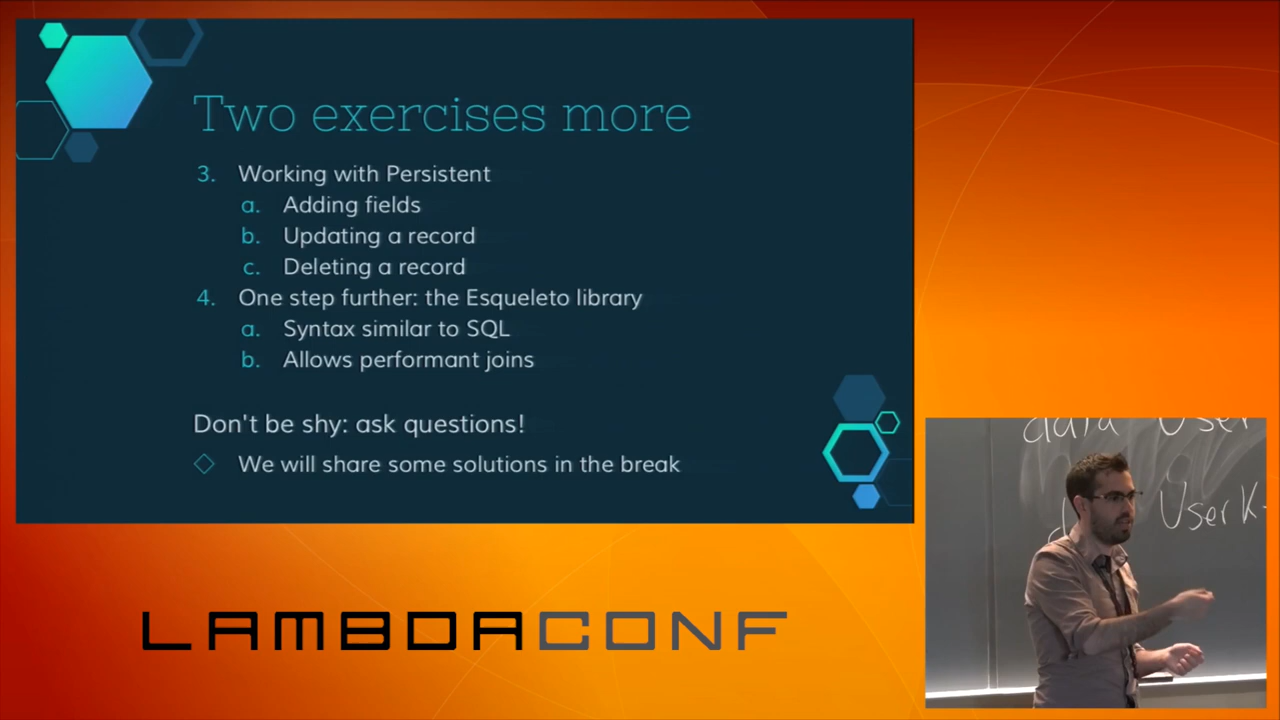 Two exercises more
3. Working with Persistent
a. Adding fields
b. Updating a record
c. Deleting a record
4. One step further: the Esqueleto library
a. Syntax similar to SQL
b. Allows performant joins
Don't be shy: ask questions!
We will share some solutions in the break
LAMBDACONF
data User
UserK